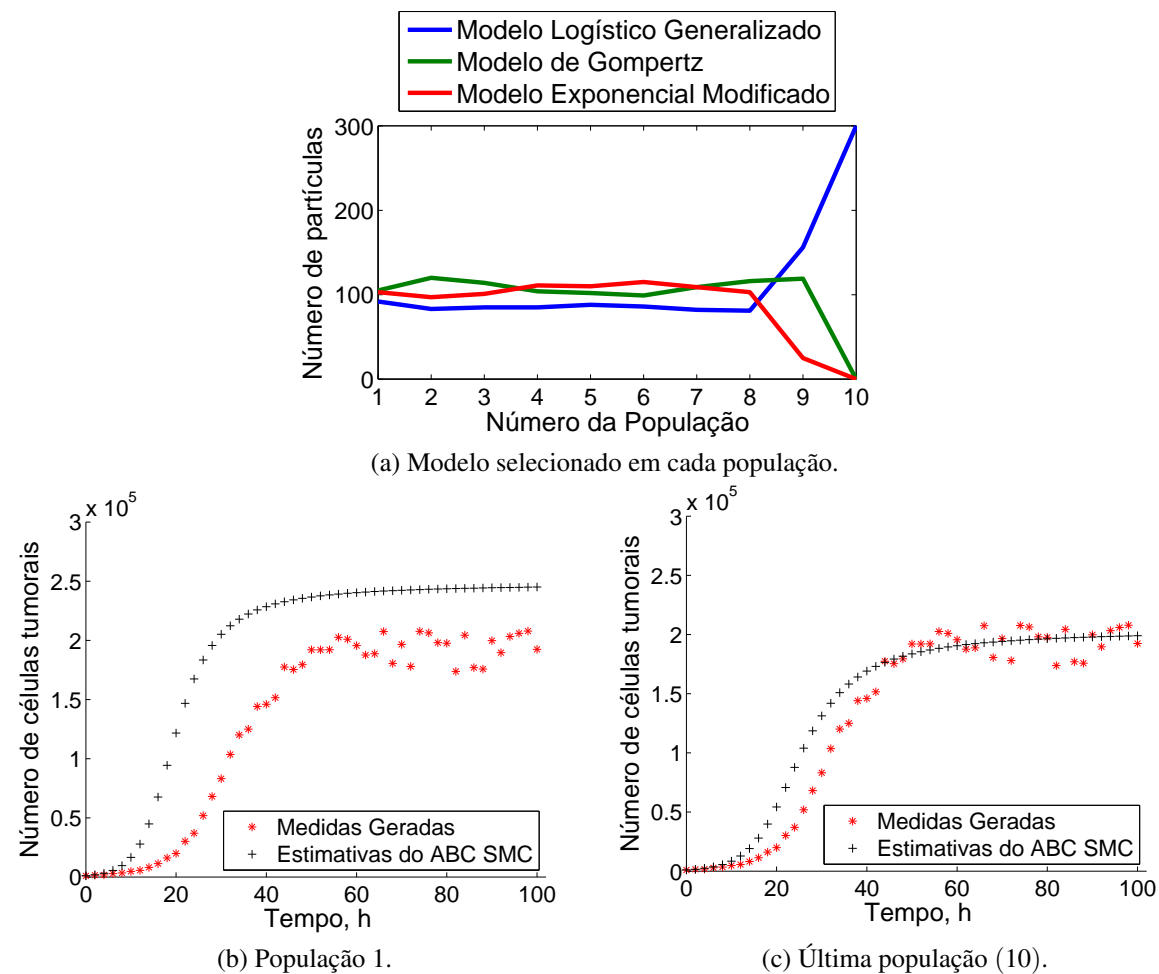 Modelo Logístico Generalizado
Modelo de Gompertz
Modelo Exponencial Modificado
Número de partículas
300
200
100
0
1 2 3 4 5 6 7 8 9 10
Número da População
(a) Modelo selecionado em cada população.
x 10^5
Número de células tumorais
3
2.5
2
1.5
1
0.5
0
0 20 40 60 80 100
Tempo, h
Medidas Geradas
Estimativas do ABC SMC
(b) População 1.
x 10^5
Número de células tumorais
3
2.5
2
1.5
1
0.5
0
0 20 40 60 80 100
Tempo, h
Medidas Geradas
Estimativas do ABC SMC
(c) Última população (10).